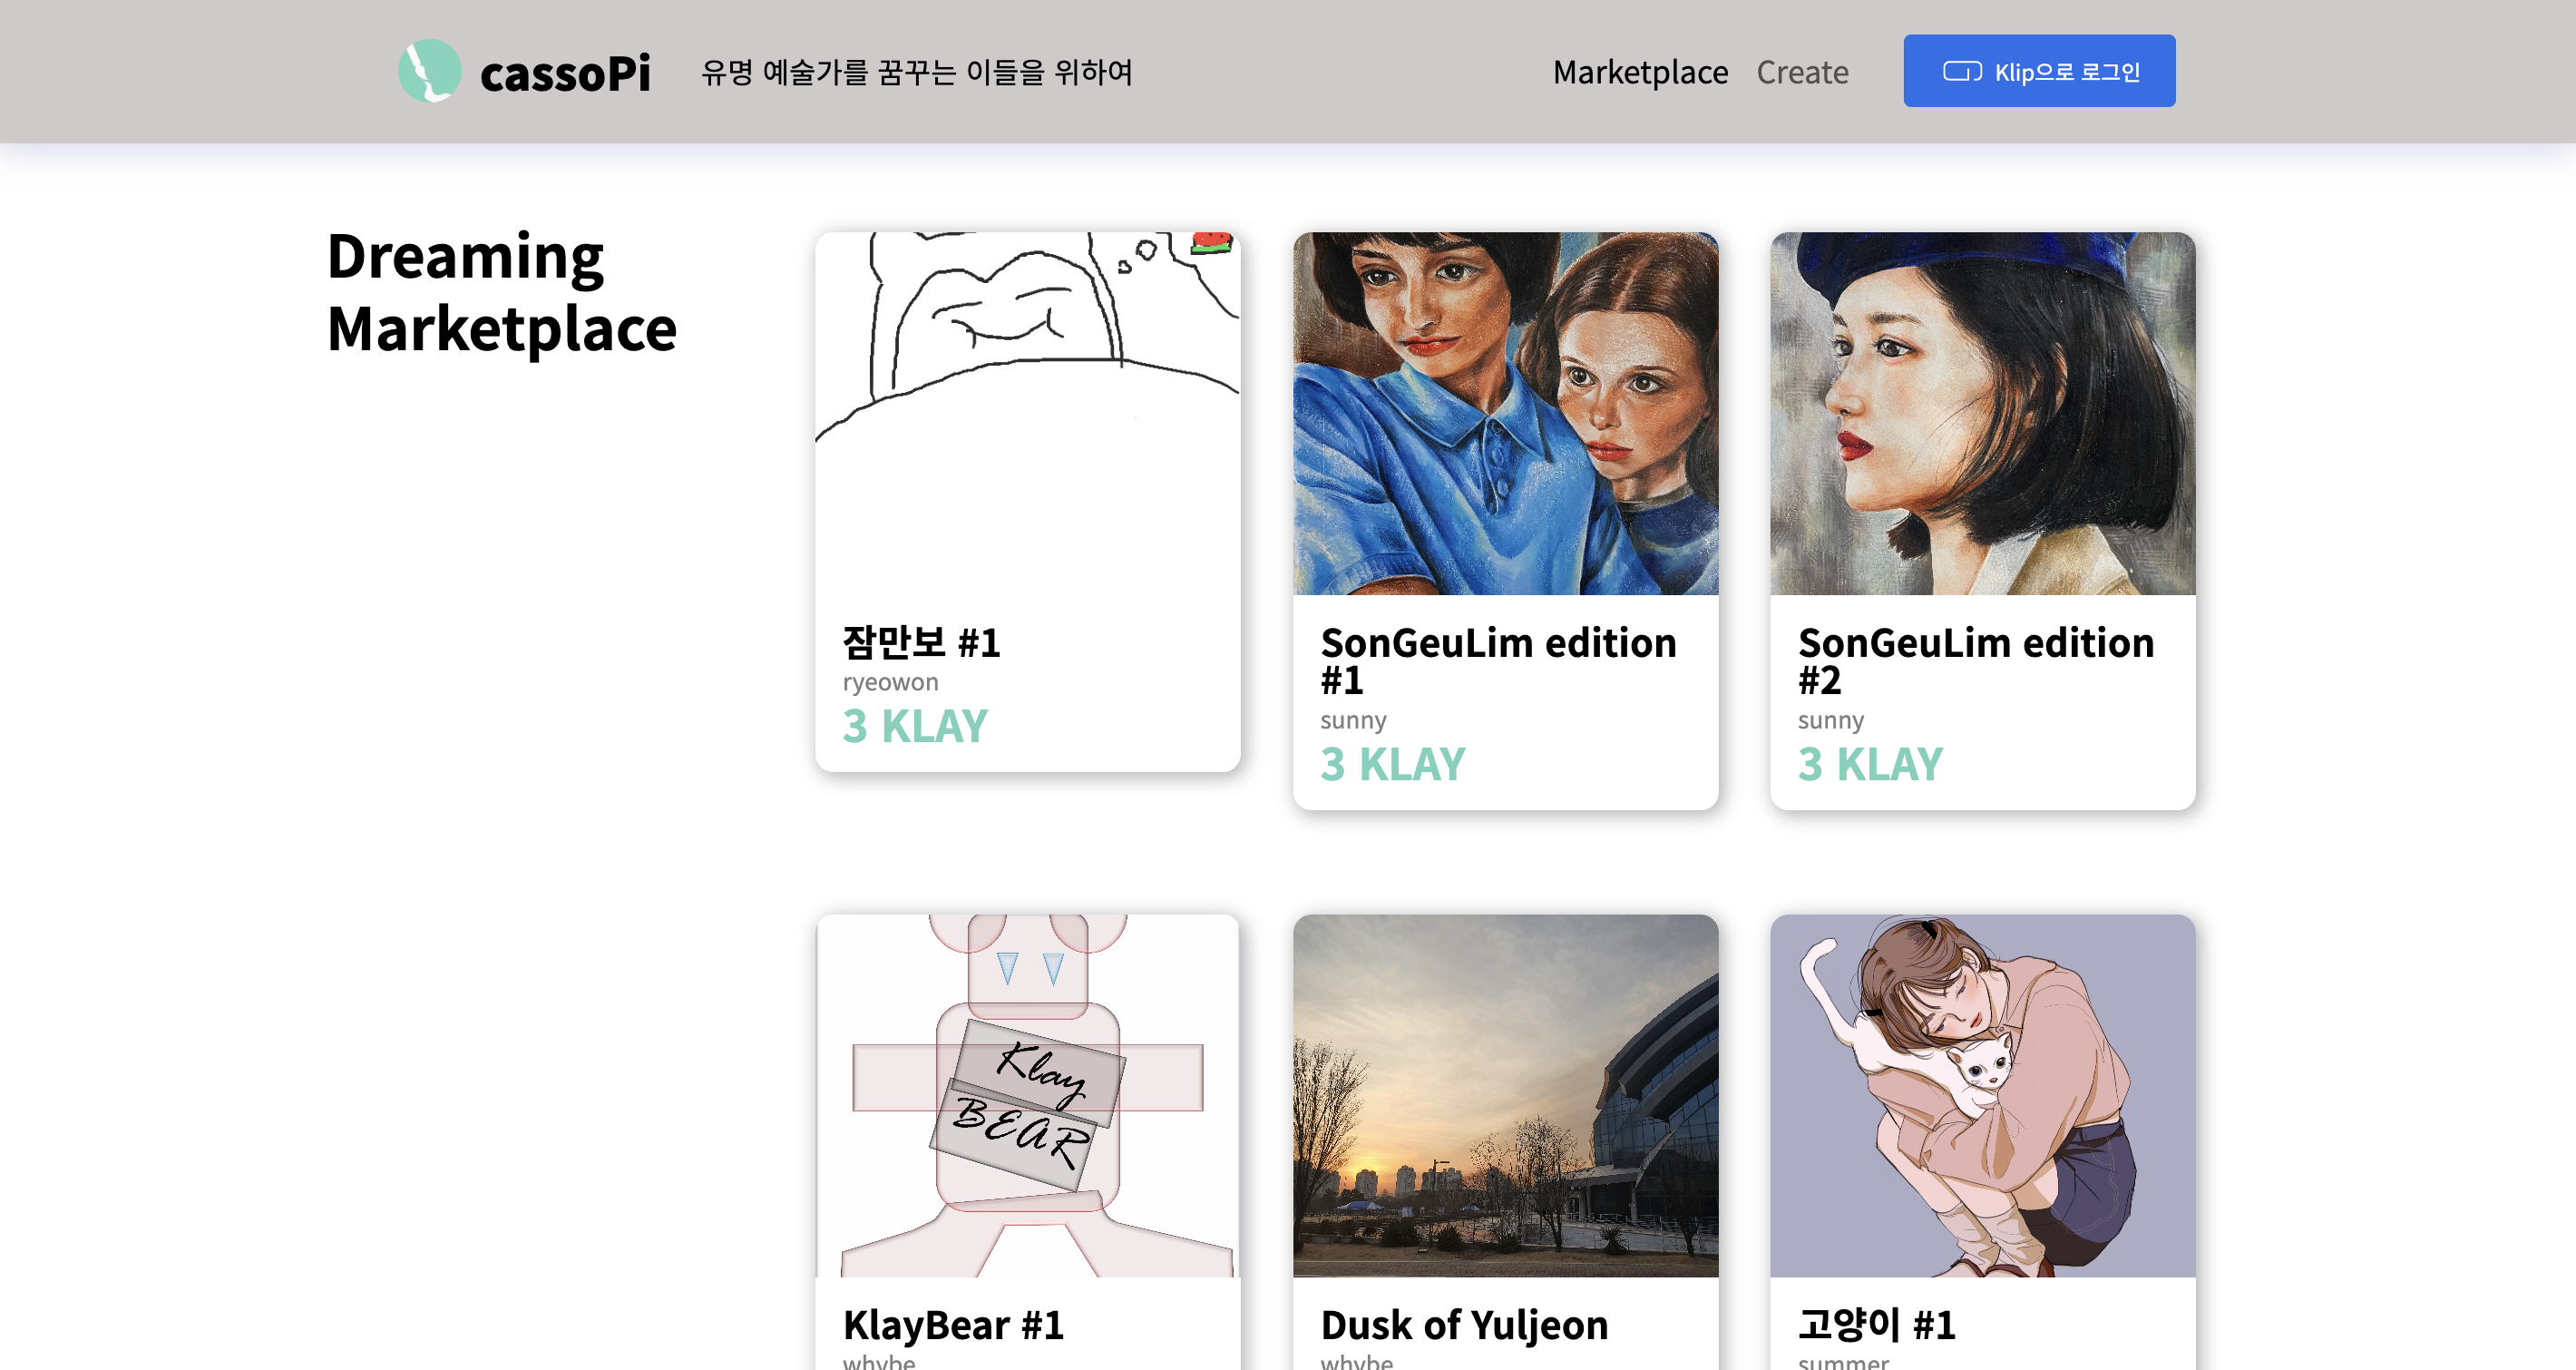 cassoPi
유명 예술가를 꿈꾸는 이들을 위하여
Marketplace
Create
Klip으로 로그인
Dreaming
Marketplace
잠만보 #1
ryeowon
3 KLAY
SonGeuLim edition
#1
sunny
3 KLAY
SonGeuLim edition
#2
sunny
3 KLAY
Klay
BEAR
KlayBear #1
whybe
Dusk of Yuljeon
whybe
고양이 #1
summer